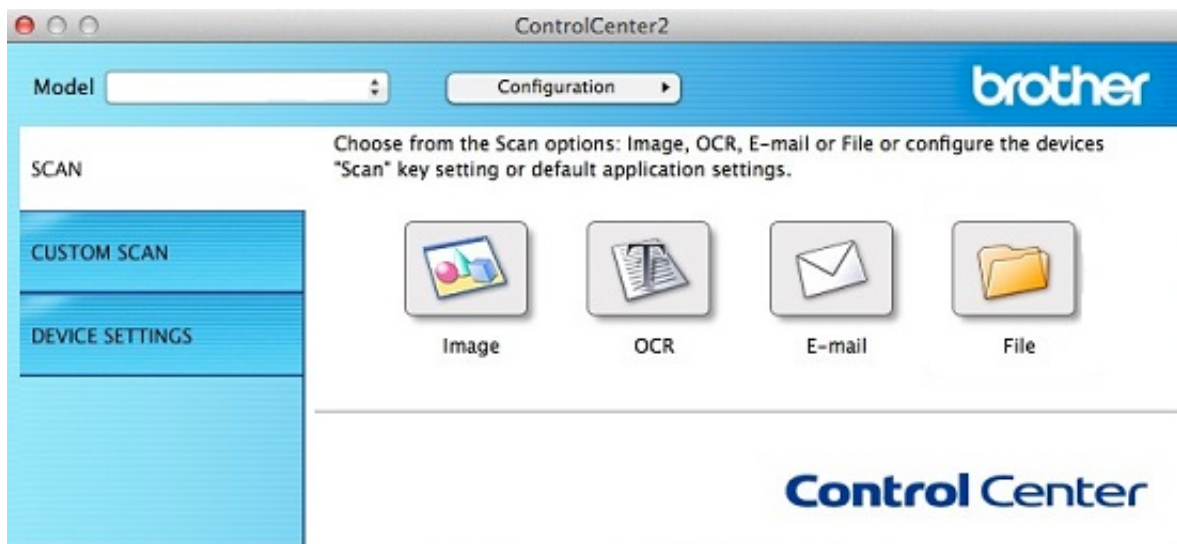 ControlCenter2
Model
Configuration
brother
SCAN
CUSTOM SCAN
DEVICE SETTINGS
Choose from the Scan options: Image, OCR, E-mail or File or configure the devices
"Scan" key setting or default application settings.
Image
OCR
E-mail
File
Control Center